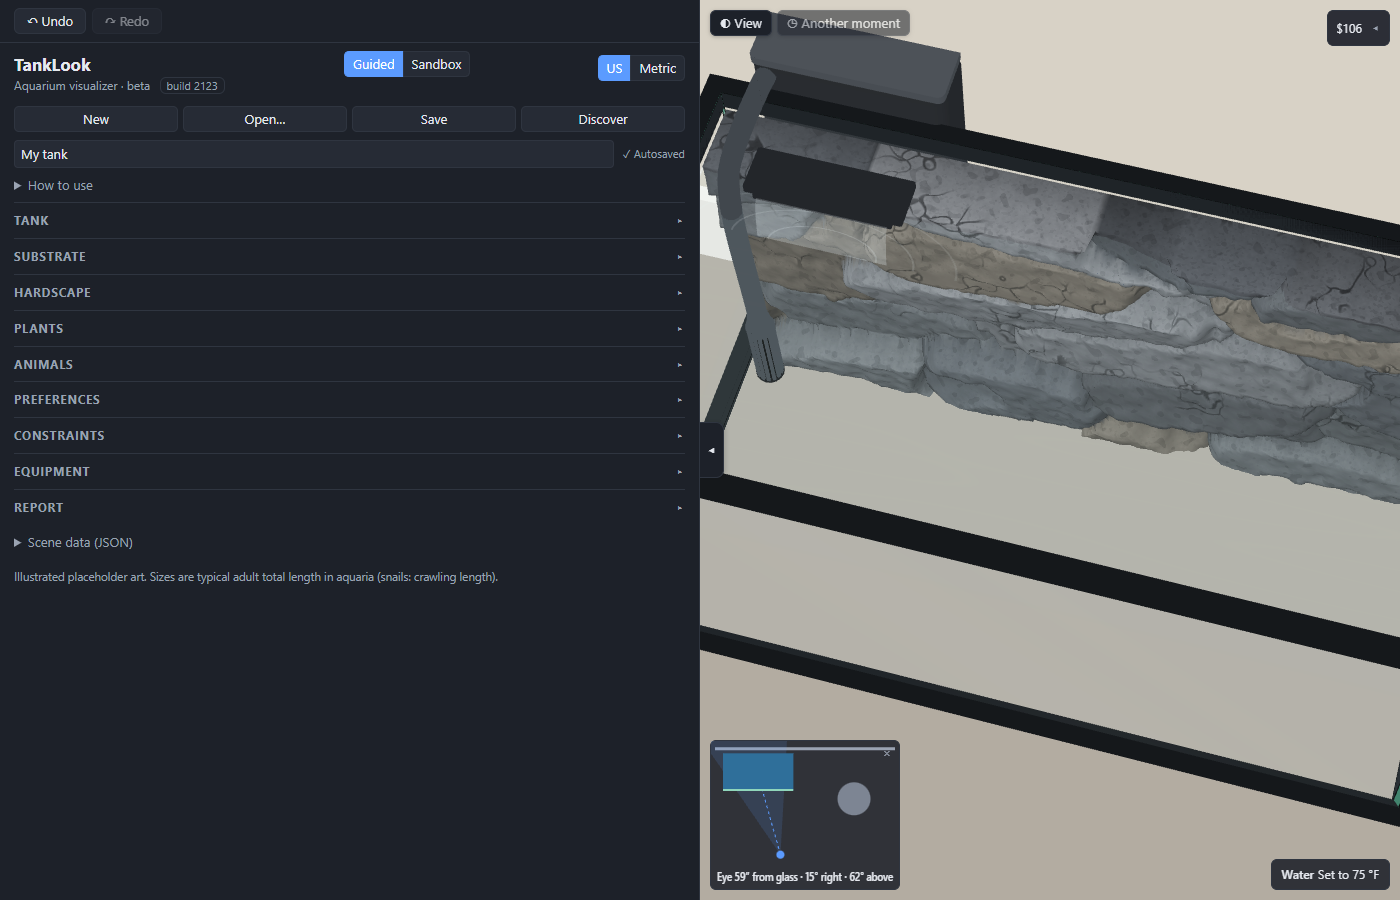 Undo
Redo
TankLook
Aquarium visualizer · beta
build 2123
Guided
Sandbox
US
Metric
New
Open...
Save
Discover
My tank
✓ Autosaved
How to use
TANK
SUBSTRATE
HARDSCAPE
PLANTS
ANIMALS
PREFERENCES
CONSTRAINTS
EQUIPMENT
REPORT
Scene data (JSON)
Illustrated placeholder art. Sizes are typical adult total length in aquaria (snails: crawling length).
View
Another moment
$106
Eye 59" from glass · 15" right · 62" above
Water Set to 75 °F